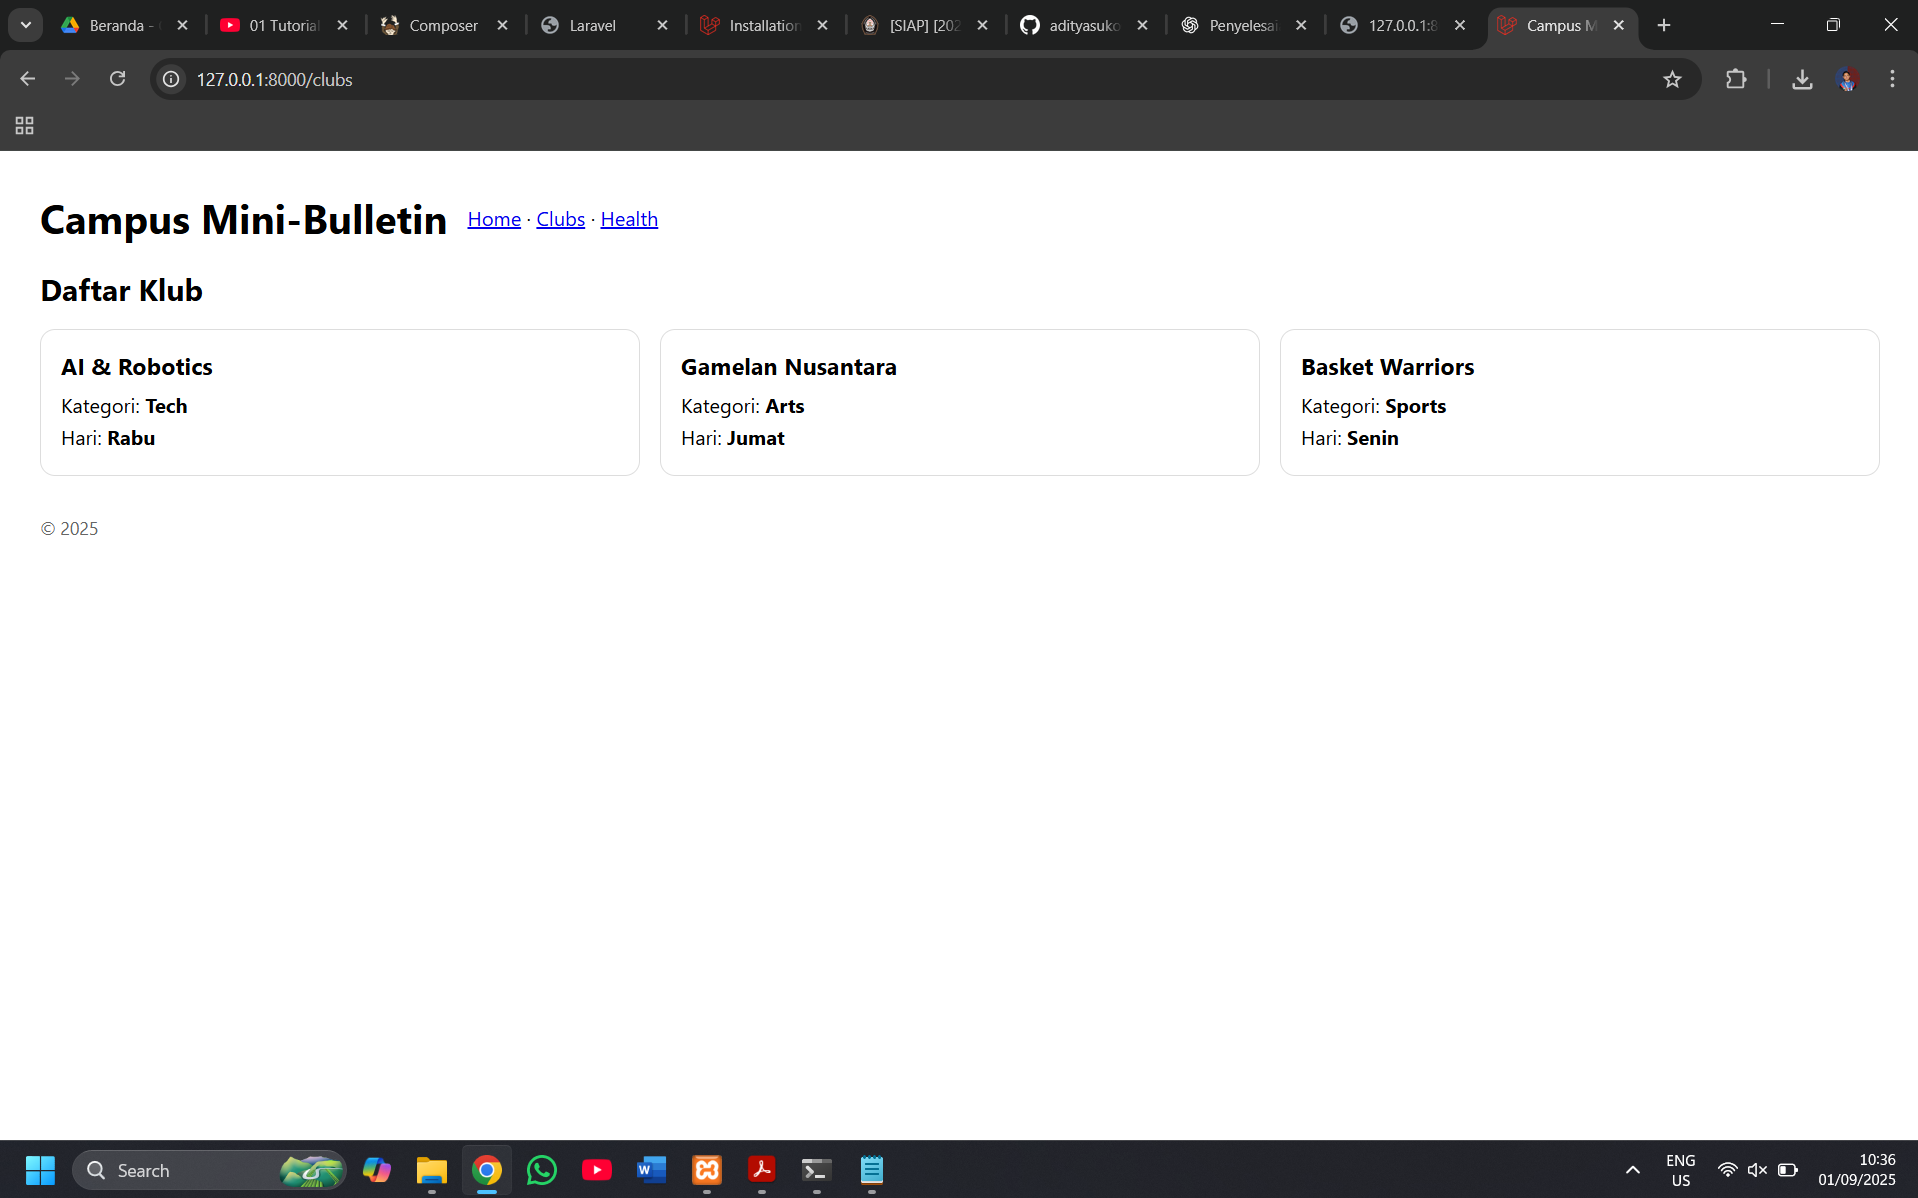 Beranda -
01 Tutorial
Composer
Laravel
Installation
[SIAP] [202
adityasuko
Penyelesai
127.0.0.1:8
Campus M
127.0.0.1:8000/clubs
Campus Mini-Bulletin Home · Clubs · Health
Daftar Klub
AI & Robotics
Kategori: Tech
Hari: Rabu
Gamelan Nusantara
Kategori: Arts
Hari: Jumat
Basket Warriors
Kategori: Sports
Hari: Senin
© 2025
Search
ENG
US
10:36
01/09/2025